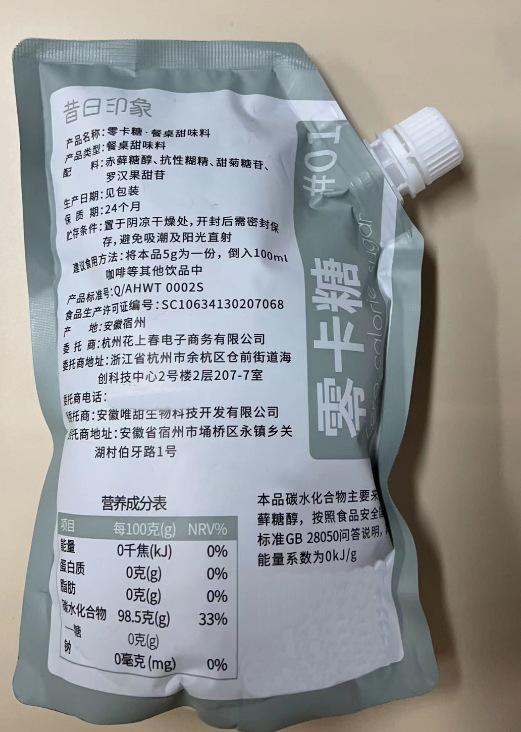 昔日印象
产品名称：零卡糖·餐桌甜味料
产品类型：餐桌甜味料
配 料：赤藓糖醇、抗性糊精、甜菊糖苷、
罗汉果甜苷
生产日期：见包装
保 质 期：24个月
贮存条件：置于阴凉干燥处，开封后需密封保
存，避免吸潮及阳光直射
建议食用方法：将本品5g为一份，倒入100ml
咖啡等其他饮品中
产品标准号：Q/AHWT 0002S
食品生产许可证编号：SC10634130207068
产 地：安徽宿州
委 托 商：杭州花上春电子商务有限公司
委托商地址：浙江省杭州市余杭区仓前街道海
创科技中心2号楼2层207-7室
委托商电话：
托商：安徽唯甜生物科技开发有限公司
托商地址：安徽省宿州市埇桥区永镇乡关
湖村伯牙路1号
#01
零卡糖
calorie sugar
营养成分表
项目 每100克(g) NRV%
能量 0千焦(kJ) 0%
蛋白质 0克(g) 0%
脂肪 0克(g) 0%
碳水化合物 98.5克(g) 33%
—糖 0克(g)
钠 0毫克(mg) 0%
本品碳水化合物主要来
藓糖醇，按照食品安全
标准GB 28050问答说明，
能量系数为0kJ/g